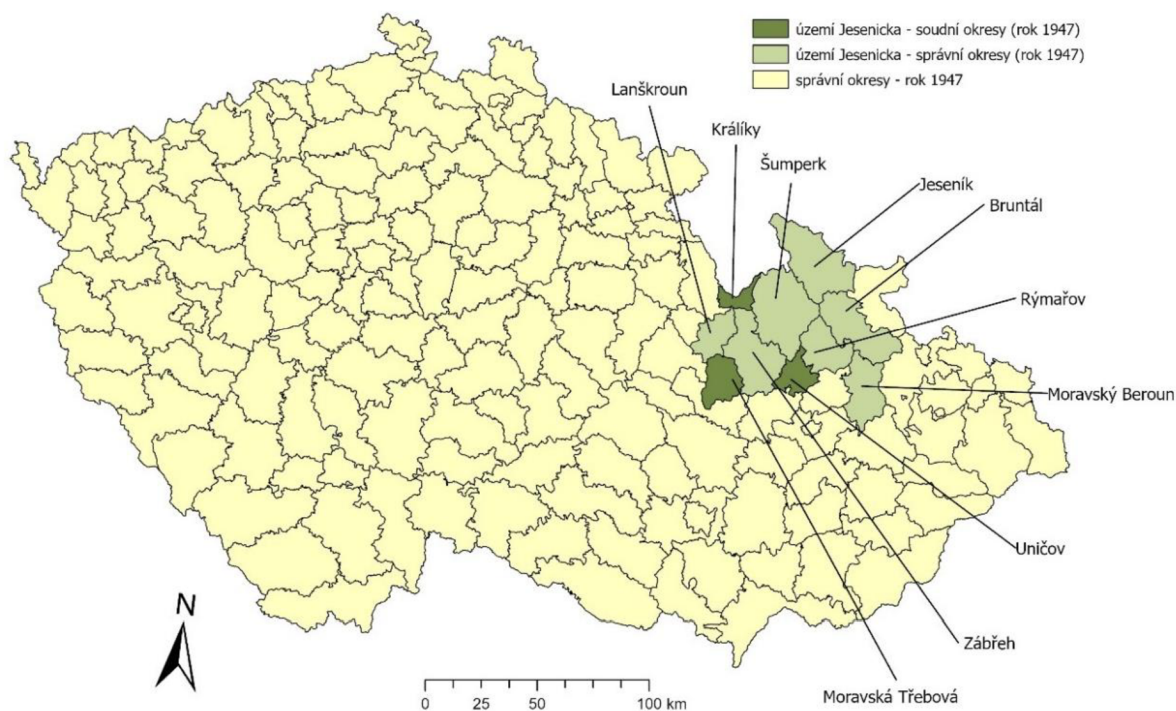 území Jesenicka - soudní okresy (rok 1947)
území Jesenicka - správní okresy (rok 1947)
správní okresy - rok 1947
Lanškroun
Králíky
Šumperk
Jeseník
Bruntál
Rýmařov
Moravský Beroun
Uničov
Zábřeh
Moravská Třebová
N
0 25 50 100 km